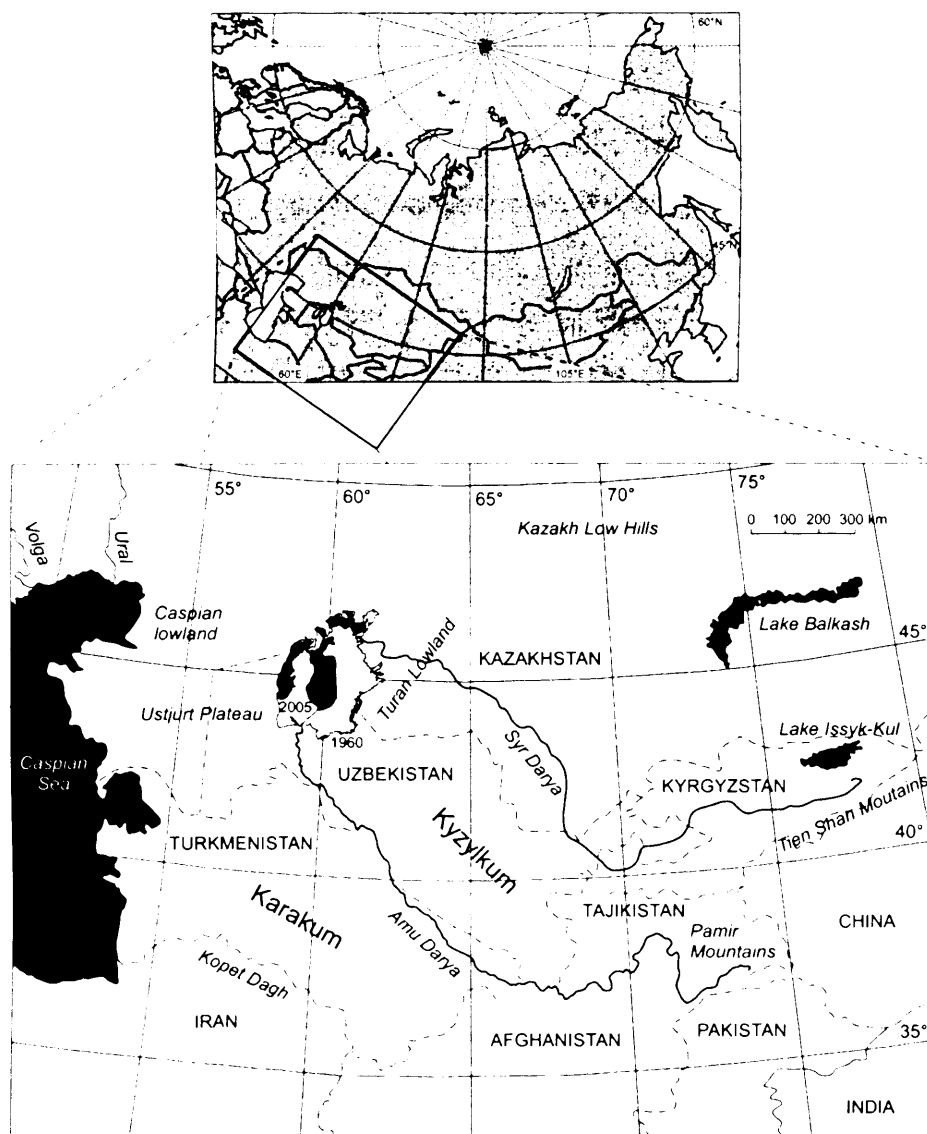 60°N
45°N
60°E
105°E
55°
60°
65°
70°
75°
Volga
Ural
Kazakh Low Hills
0 100 200 300 km
Caspian
lowland
Lake Balkash
45°
Turan Lowland
KAZAKHSTAN
2005
Ustjurt Plateau
1960
Syr Darya
Lake Issyk-Kul
Caspian
Sea
UZBEKISTAN
KYRGYZSTAN
Tien Shan Moutains
TURKMENISTAN
Kyzylkum
40°
Karakum
Amu Darya
TAJIKISTAN
CHINA
Pamir
Mountains
Kopet Dagh
IRAN
AFGHANISTAN
PAKISTAN
35°
INDIA